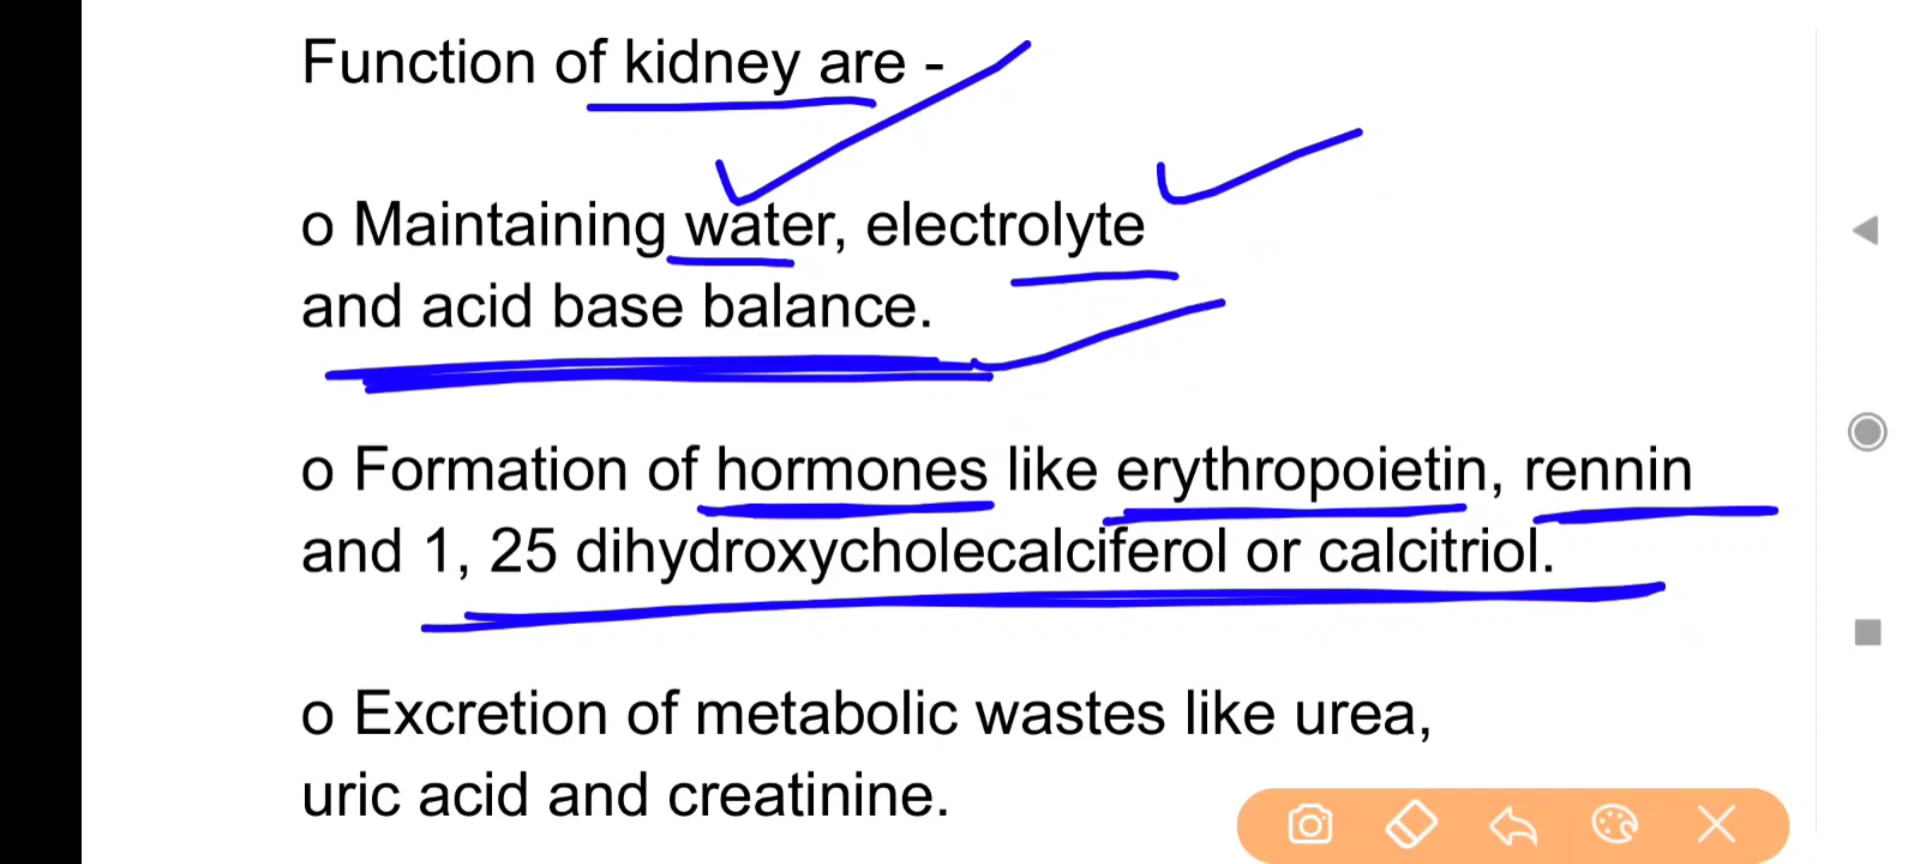 Function of kidney are -
o Maintaining water, electrolyte
and acid base balance.
o Formation of hormones like erythropoietin, rennin
and 1, 25 dihydroxycholecalciferol or calcitriol.
o Excretion of metabolic wastes like urea,
uric acid and creatinine.